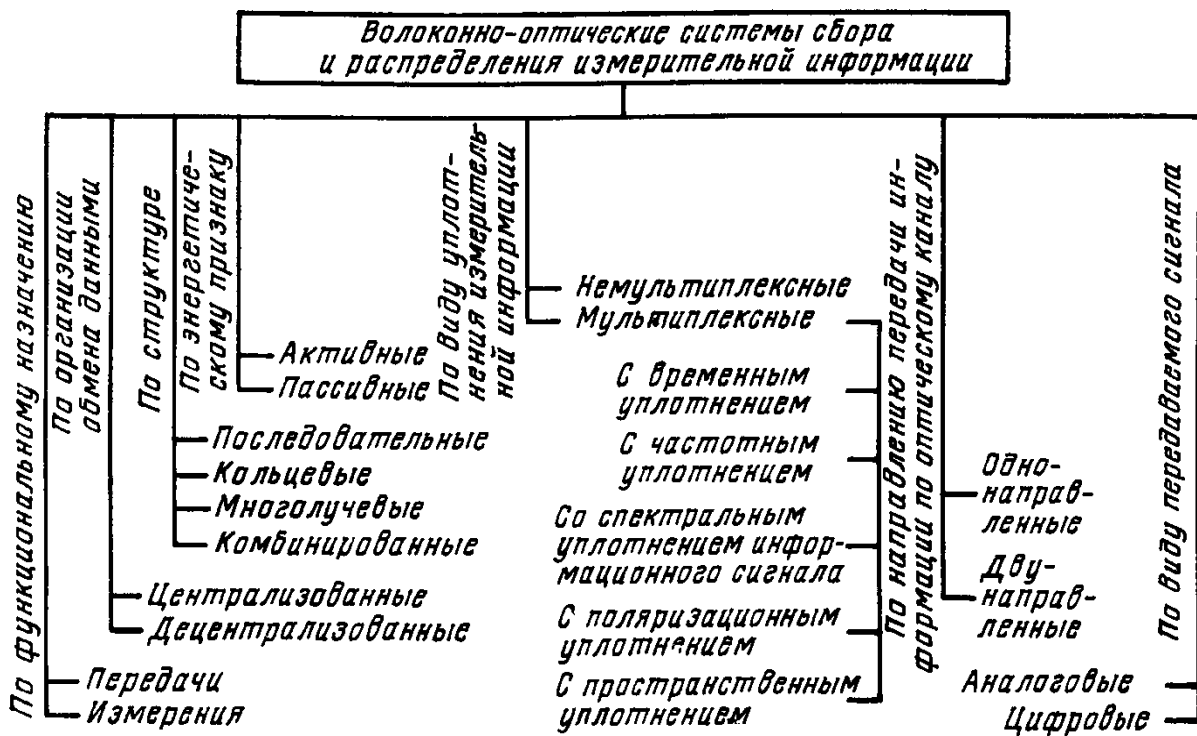 Волоконно-оптические системы сбора
и распределения измерительной информации
По функциональному назначению
Передачи
Измерения
По организации
обмена данными
Централизованные
Децентрализованные
По структуре
Последовательные
Кольцевые
Многолучевые
Комбинированные
По энергетиче-
скому признаку
Активные
Пассивные
По виду уплот-
нения измеритель-
ной информации
Немультиплексные
Мультиплексные
С временным
уплотнением
С частотным
уплотнением
Со спектральным
уплотнением инфор-
мационного сигнала
С поляризационным
уплотнением
С пространственным
уплотнением
По направлению передачи ин-
формации по оптическому каналу
Одно-
направ-
ленные
Дву-
направ-
ленные
По виду передаваемого сигнала
Аналоговые
Цифровые